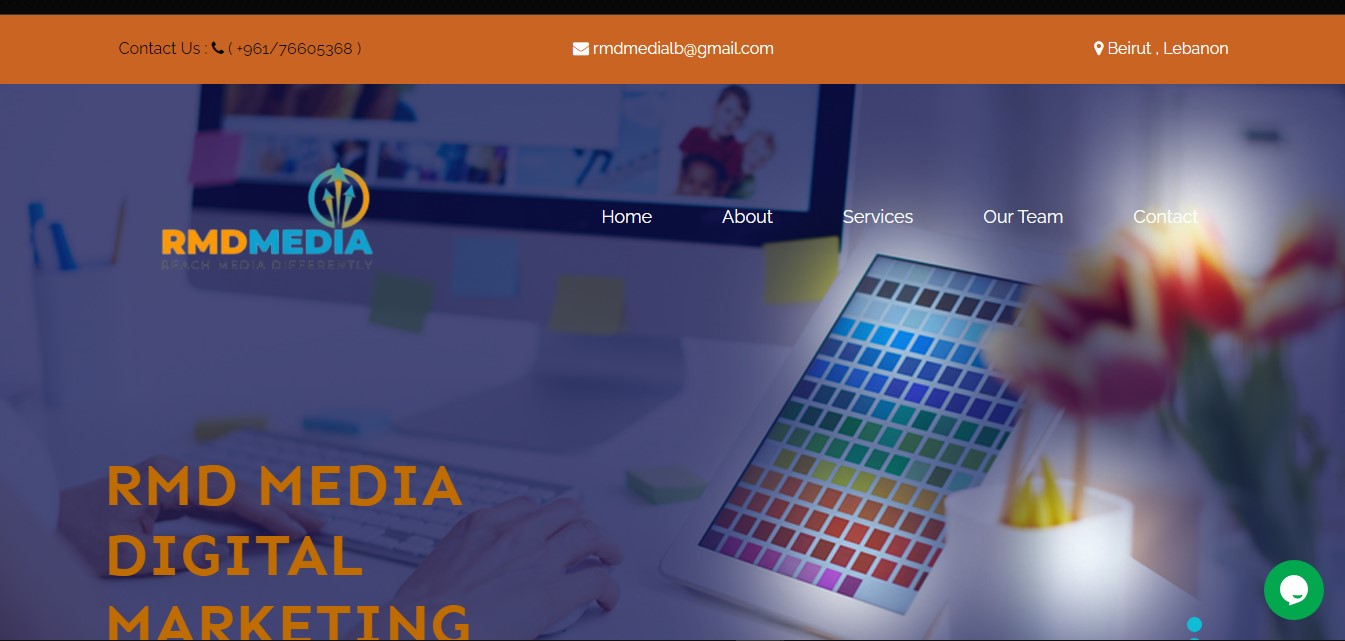 Contact Us : ( +961/76605368 )
rmdmedialb@gmail.com
Beirut , Lebanon
RMDMEDIA
REACH MEDIA DIFFERENTLY
Home
About
Services
Our Team
Contact
RMD MEDIA
DIGITAL
MARKETING